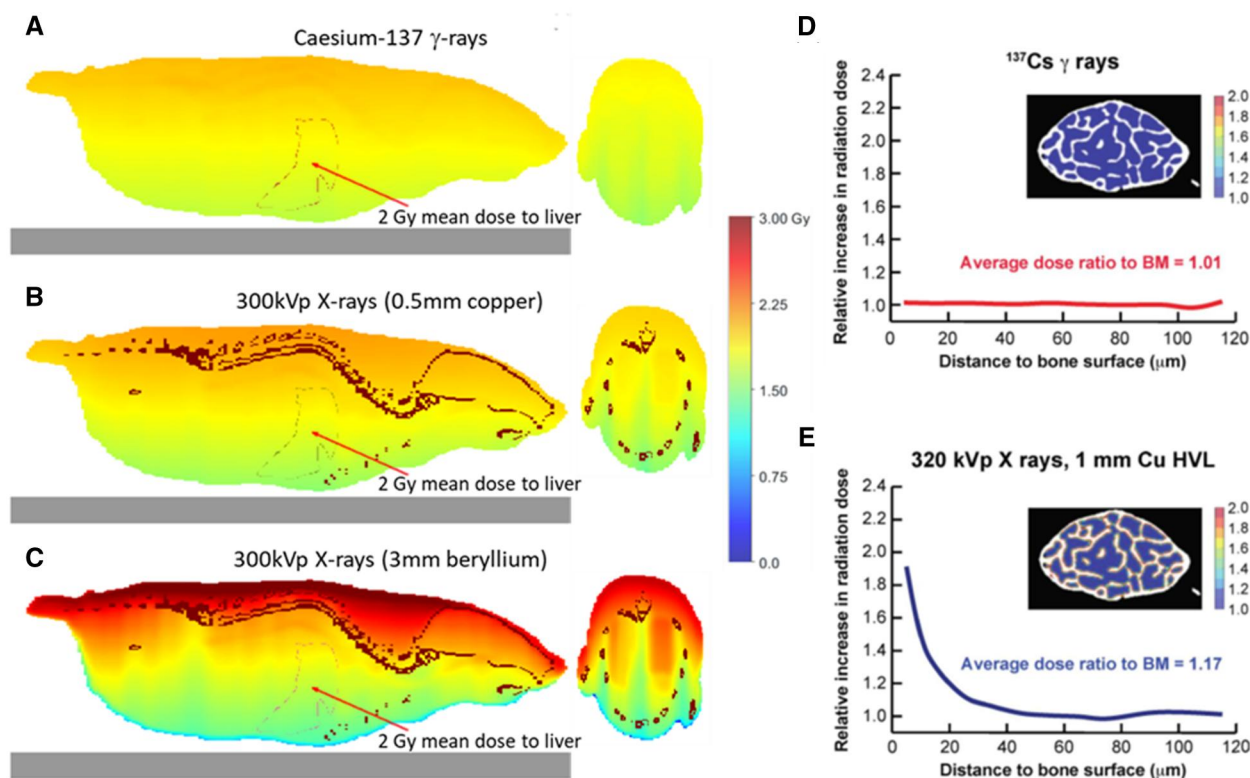 A
Caesium-137 γ-rays
2 Gy mean dose to liver
B
300kVp X-rays (0.5mm copper)
2 Gy mean dose to liver
C
300kVp X-rays (3mm beryllium)
2 Gy mean dose to liver
3.00 Gy
2.25
1.50
0.75
0.0
D
¹³⁷Cs γ rays
Relative increase in radiation dose
2.4
2.2
2.0
1.8
1.6
1.4
1.2
1.0
2.0
1.8
1.6
1.4
1.2
1.0
Average dose ratio to BM = 1.01
0 20 40 60 80 100 120
Distance to bone surface (μm)
E
320 kVp X rays, 1 mm Cu HVL
Relative increase in radiation dose
2.4
2.2
2.0
1.8
1.6
1.4
1.2
1.0
2.0
1.8
1.6
1.4
1.2
1.0
Average dose ratio to BM = 1.17
0 20 40 60 80 100 120
Distance to bone surface (μm)